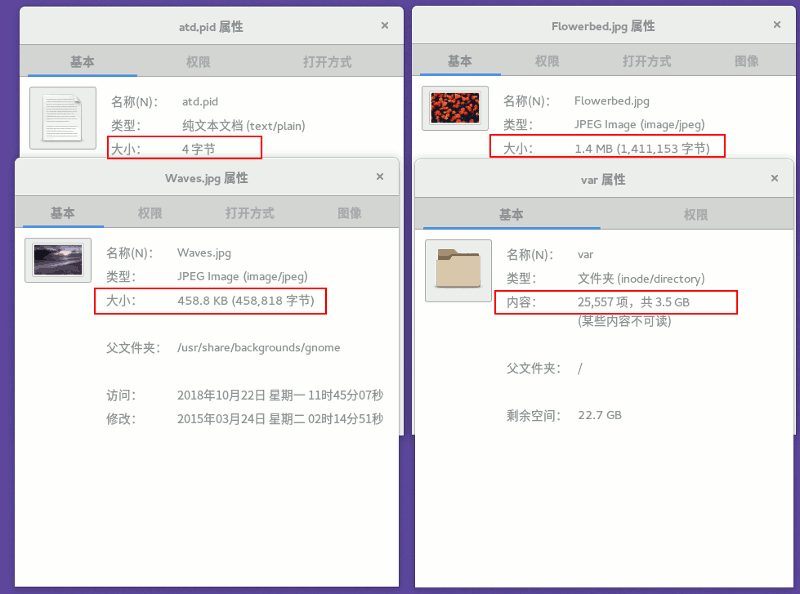 atd.pid 属性
基本 权限 打开方式
名称(N)： atd.pid
类型： 纯文本文档 (text/plain)
大小： 4 字节
Flowerbed.jpg 属性
基本 权限 打开方式 图像
名称(N)： Flowerbed.jpg
类型： JPEG Image (image/jpeg)
大小： 1.4 MB (1,411,153 字节)
Waves.jpg 属性
基本 权限 打开方式 图像
名称(N)： Waves.jpg
类型： JPEG Image (image/jpeg)
大小： 458.8 KB (458,818 字节)
父文件夹： /usr/share/backgrounds/gnome
访问： 2018年10月22日 星期一 11时45分07秒
修改： 2015年03月24日 星期二 02时14分51秒
var 属性
基本 权限
名称(N)： var
类型： 文件夹 (inode/directory)
内容： 25,557 项，共 3.5 GB
(某些内容不可读)
父文件夹： /
剩余空间： 22.7 GB